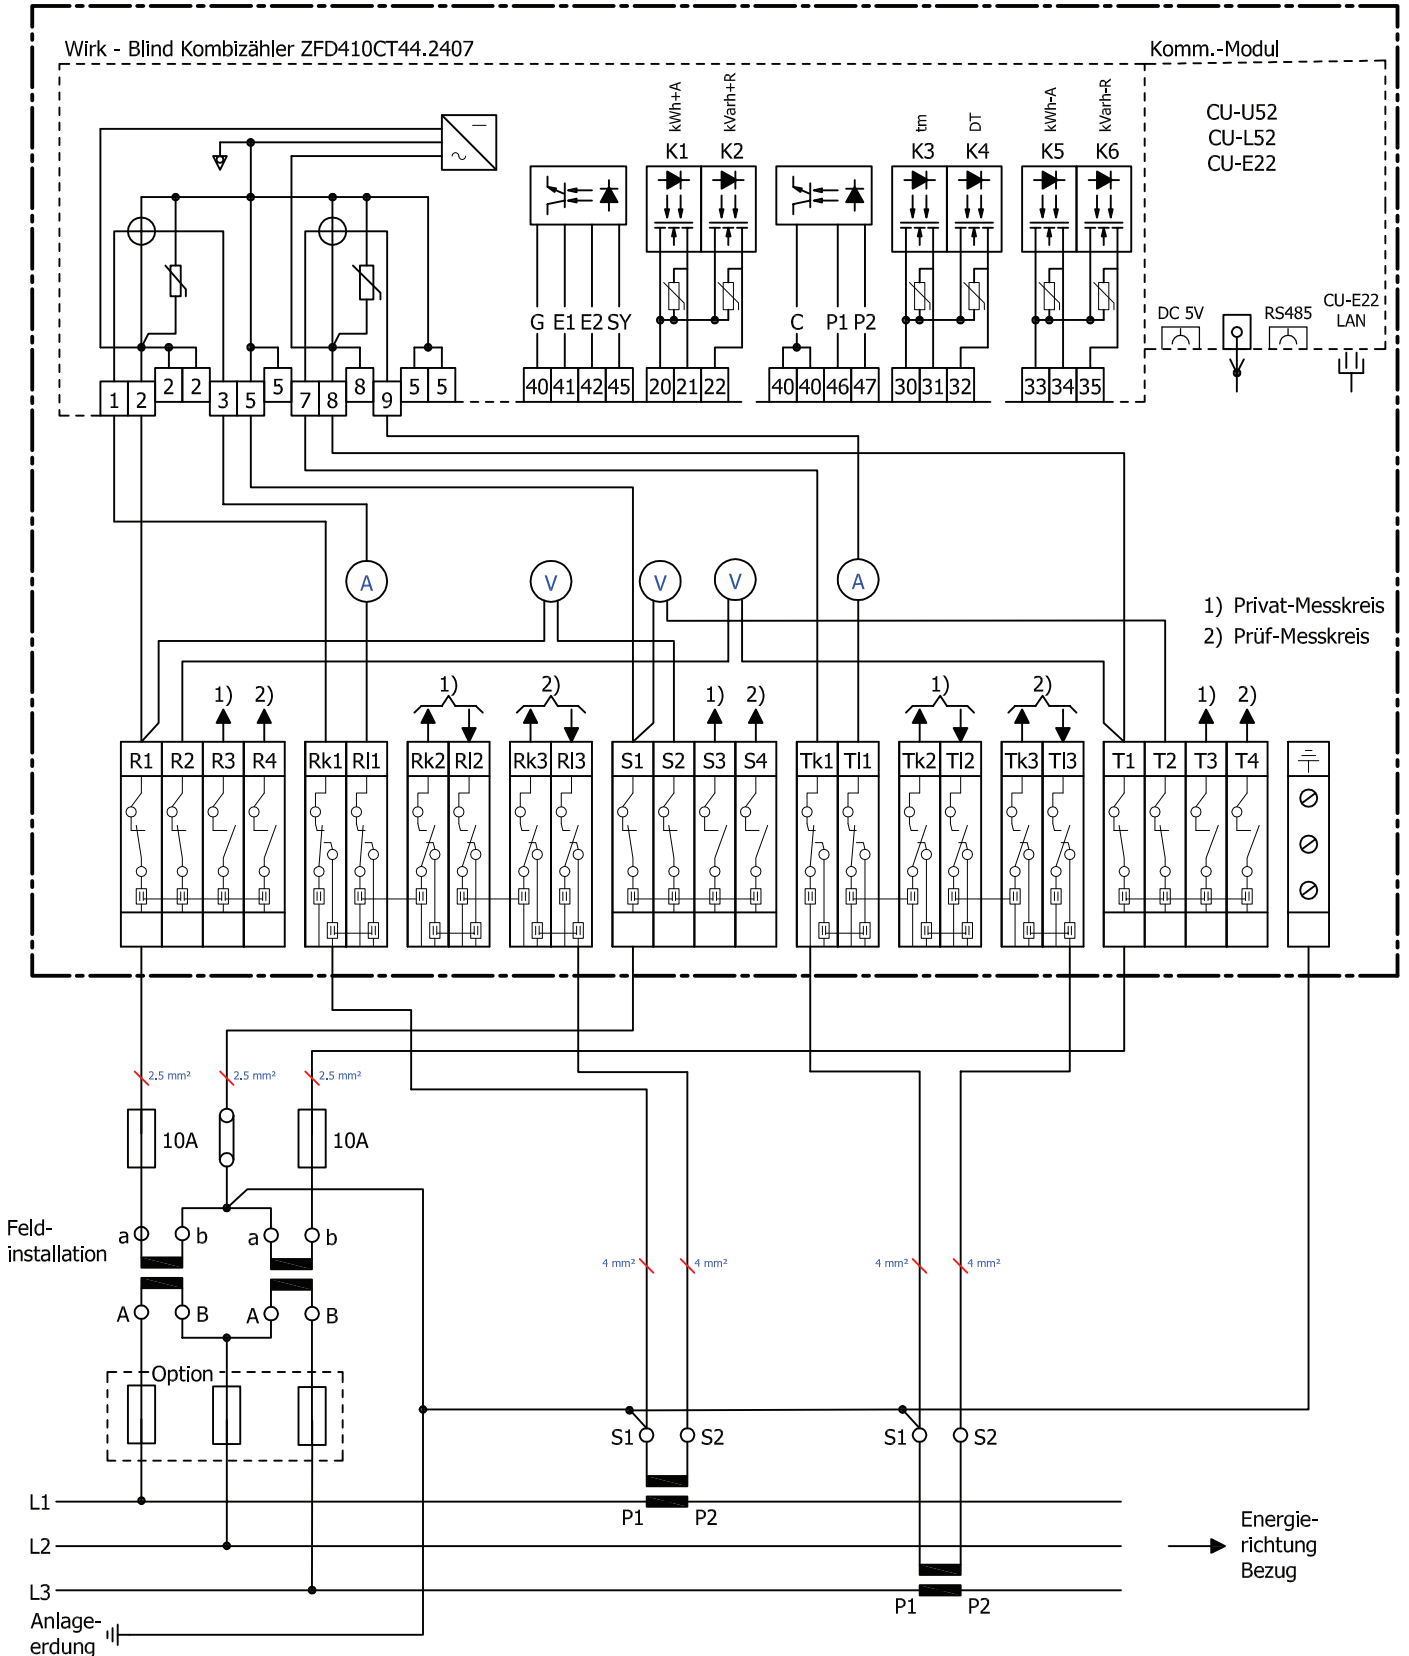 Wirk - Blind Kombizähler ZFD410CT44.2407
Komm.-Modul
kWh+A kVarh+R tm DT kWh-A kVarh-R
K1 K2 K3 K4 K5 K6
CU-U52
CU-L52
CU-E22
G E1 E2 SY C P1 P2
DC 5V RS485 CU-E22
LAN
2 2 5 8 5 5 40 41 42 45 20 21 22 40 40 46 47 30 31 32 33 34 35
1 2 3 5 7 8 9
A V V V A
1) Privat-Messkreis
2) Prüf-Messkreis
1) 2) 1) 2) 1) 2) 1) 2) 1) 2)
R1 R2 R3 R4 Rk1 Rl1 Rk2 Rl2 Rk3 Rl3 S1 S2 S3 S4 Tk1 Tl1 Tk2 Tl2 Tk3 Tl3 T1 T2 T3 T4
2.5 mm² 2.5 mm² 2.5 mm²
10A 10A
Feld-
installation
a b a b
4 mm² 4 mm² 4 mm² 4 mm²
A B A B
Option
S1 S2 S1 S2
L1
P1 P2
L2
Energie-
richtung
Bezug
L3
P1 P2
Anlage-
erdung